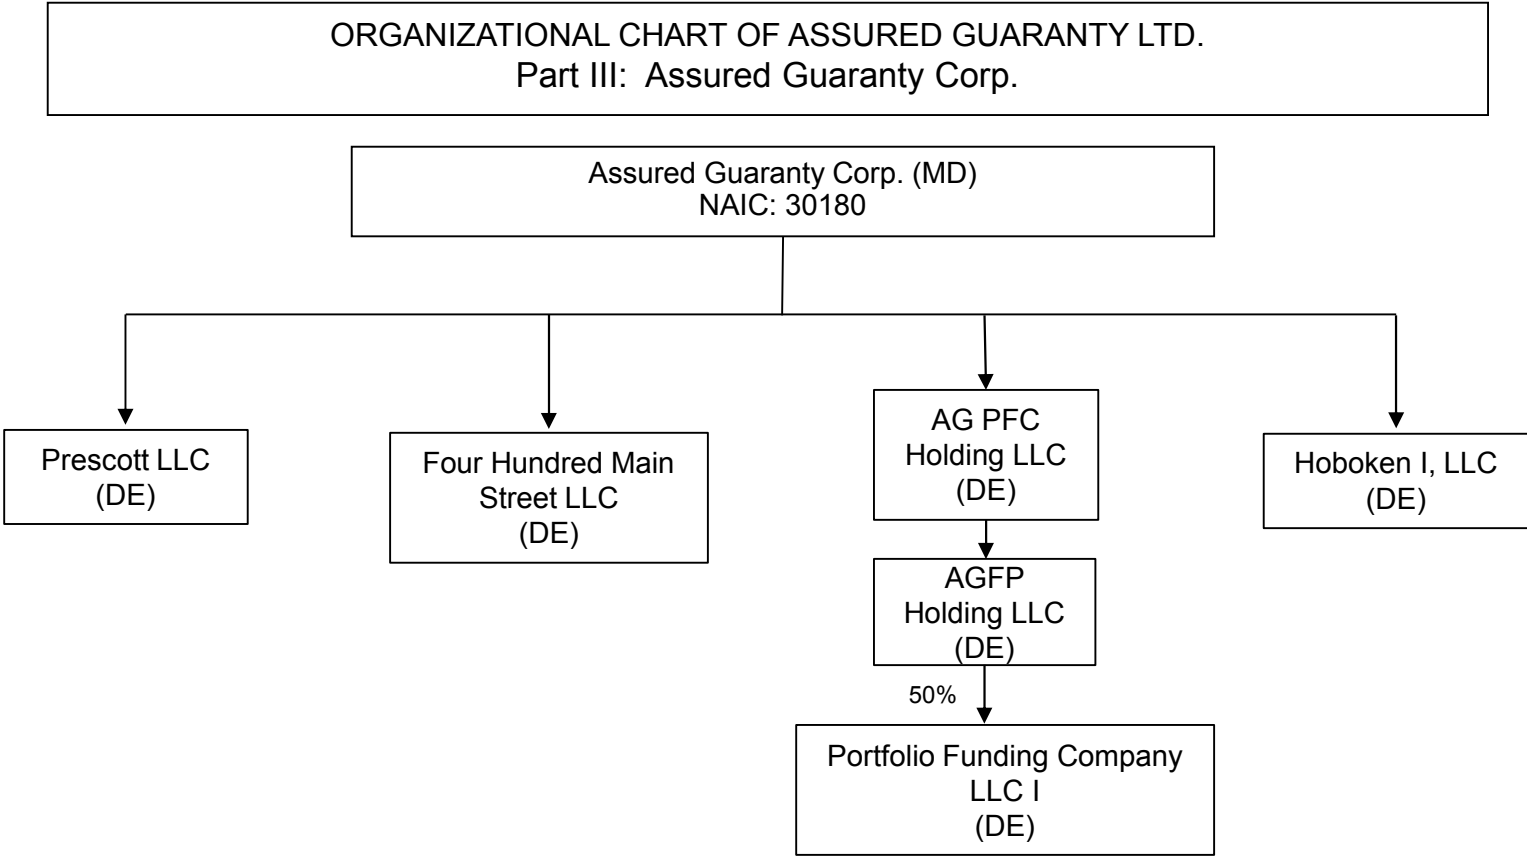 ORGANIZATIONAL CHART OF ASSURED GUARANTY LTD.
Part III: Assured Guaranty Corp.
Assured Guaranty Corp. (MD)
NAIC: 30180
Prescott LLC
(DE)
Four Hundred Main
Street LLC
(DE)
AG PFC
Holding LLC
(DE)
Hoboken I, LLC
(DE)
AGFP
Holding LLC
(DE)
50%
Portfolio Funding Company
LLC I
(DE)